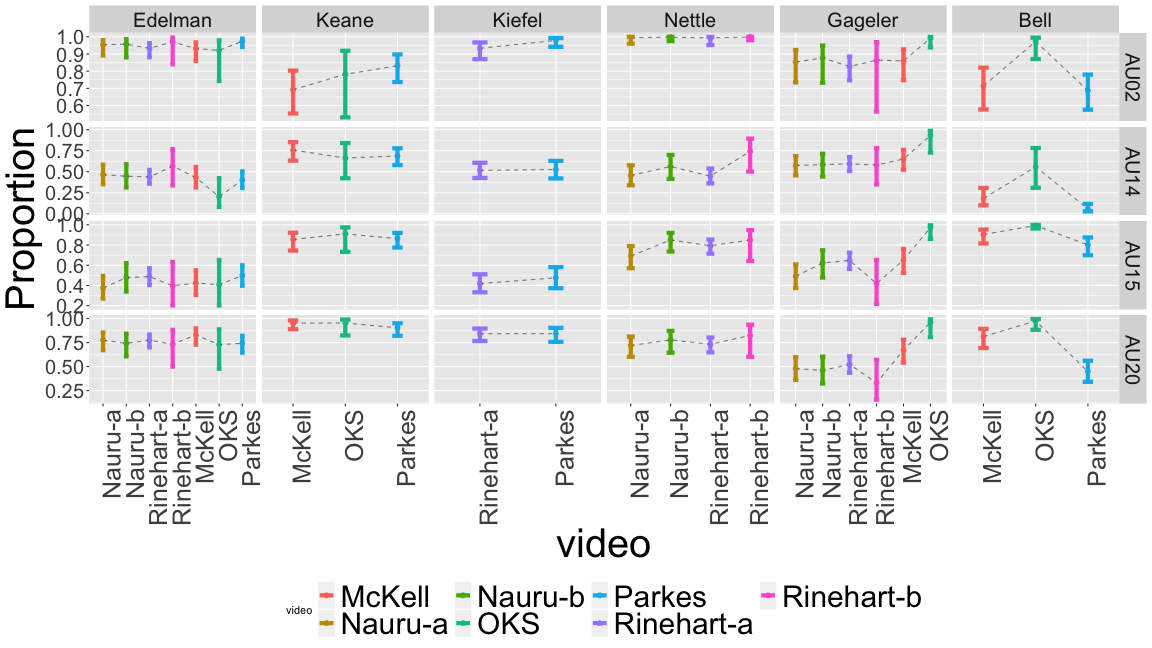 Edelman Keane Kiefel Nettle Gageler Bell
Proportion
1.0
0.9
0.8
0.7
0.6
AU02
1.00
0.75
0.50
0.25
0.00
AU14
1.0
0.8
0.6
0.4
0.2
AU15
1.00
0.75
0.50
0.25
AU20
Nauru-a Nauru-b Rinehart-a Rinehart-b McKell OKS Parkes
McKell OKS Parkes
Rinehart-a Parkes
Nauru-a Nauru-b Rinehart-a Rinehart-b
Nauru-a Nauru-b Rinehart-a Rinehart-b McKell OKS
McKell OKS Parkes
video
video
McKell Nauru-b Parkes Rinehart-b
Nauru-a OKS Rinehart-a